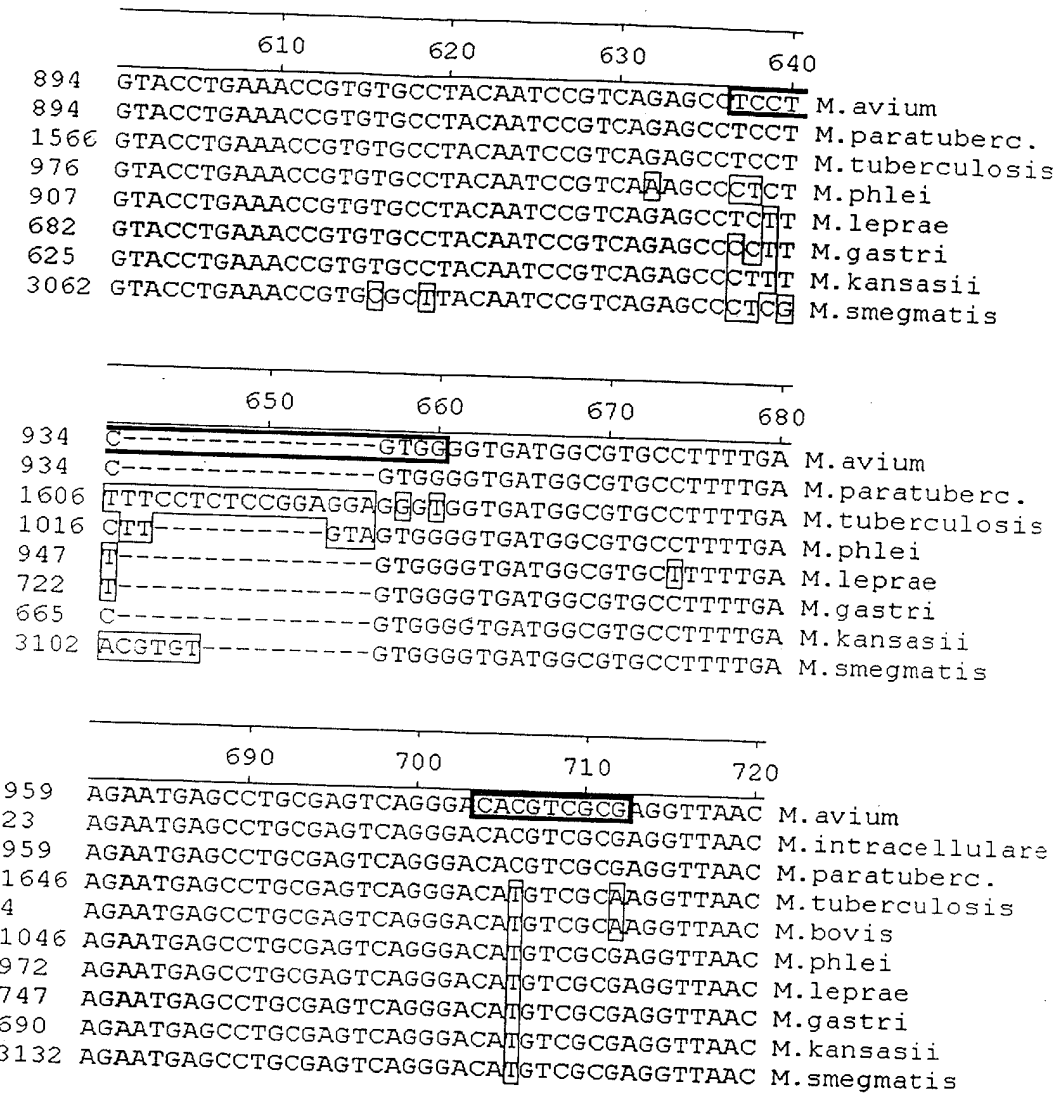 610 620 630 640
894 GTACCTGAAACCGTGTGCCTACAATCCGTCAGAGCCTCCT M.avium
894 GTACCTGAAACCGTGTGCCTACAATCCGTCAGAGCCTCCT M.paratuberc.
1566 GTACCTGAAACCGTGTGCCTACAATCCGTCAGAGCCTCCT M.tuberculosis
976 GTACCTGAAACCGTGTGCCTACAATCCGTCAAAGCCCTCT M.phlei
907 GTACCTGAAACCGTGTGCCTACAATCCGTCAGAGCCTCTT M.leprae
682 GTACCTGAAACCGTGTGCCTACAATCCGTCAGAGCCCCTT M.gastri
625 GTACCTGAAACCGTGTGCCTACAATCCGTCAGAGCCCTTT M.kansasii
3062 GTACCTGAAACCGTGCGCTTACAATCCGTCAGAGCCCTCG M.smegmatis
650 660 670 680
934 C---------------GTGGGGTGATGGCGTGCCTTTTGA M.avium
934 C---------------GTGGGGTGATGGCGTGCCTTTTGA M.paratuberc.
1606 TTTCCTCTCCGGAGGAGGGTGGTGATGGCGTGCCTTTTGA M.tuberculosis
1016 CTT----------GTAGTGGGGTGATGGCGTGCCTTTTGA M.phlei
947 T---------------GTGGGGTGATGGCGTGCTTTTTGA M.leprae
722 T---------------GTGGGGTGATGGCGTGCCTTTTGA M.gastri
665 C---------------GTGGGGTGATGGCGTGCCTTTTGA M.kansasii
3102 ACGTGT----------GTGGGGTGATGGCGTGCCTTTTGA M.smegmatis
690 700 710 720
959 AGAATGAGCCTGCGAGTCAGGGACACGTCGCGAGGTTAAC M.avium
23 AGAATGAGCCTGCGAGTCAGGGACACGTCGCGAGGTTAAC M.intracellulare
959 AGAATGAGCCTGCGAGTCAGGGACACGTCGCGAGGTTAAC M.paratuberc.
1646 AGAATGAGCCTGCGAGTCAGGGACATGTCGCAAGGTTAAC M.tuberculosis
4 AGAATGAGCCTGCGAGTCAGGGACATGTCGCAAGGTTAAC M.bovis
1046 AGAATGAGCCTGCGAGTCAGGGACATGTCGCGAGGTTAAC M.phlei
972 AGAATGAGCCTGCGAGTCAGGGACATGTCGCGAGGTTAAC M.leprae
747 AGAATGAGCCTGCGAGTCAGGGACATGTCGCGAGGTTAAC M.gastri
690 AGAATGAGCCTGCGAGTCAGGGACATGTCGCGAGGTTAAC M.kansasii
3132 AGAATGAGCCTGCGAGTCAGGGACATGTCGCGAGGTTAAC M.smegmatis